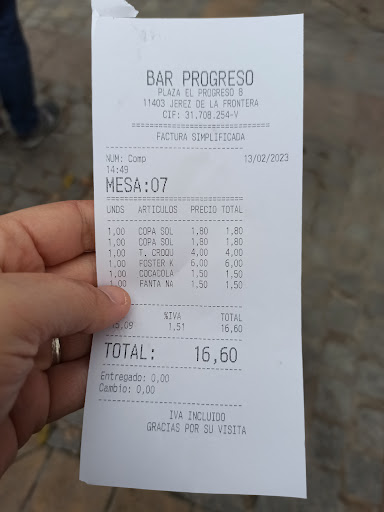 BAR PROGRESO
PLAZA EL PROGRESO 8
11403 JEREZ DE LA FRONTERA
CIF: 31.708.254-V
FACTURA SIMPLIFICADA
NUM: Comp 13/02/2023
14:49
MESA:07
UNDS ARTICULOS PRECIO TOTAL
1,00 COPA SOL 1,80 1,80
1,00 COPA SOL 1,80 1,80
1,00 T. CROQU 4,00 4,00
1,00 FOSTER K 6,00 6,00
1,00 COCACOLA 1,50 1,50
1,00 FANTA NA 1,50 1,50
%IVA TOTAL
15,09 1,51 16,60
TOTAL: 16,60
Entregado: 0,00
Cambio: 0,00
IVA INCLUIDO
GRACIAS POR SU VISITA